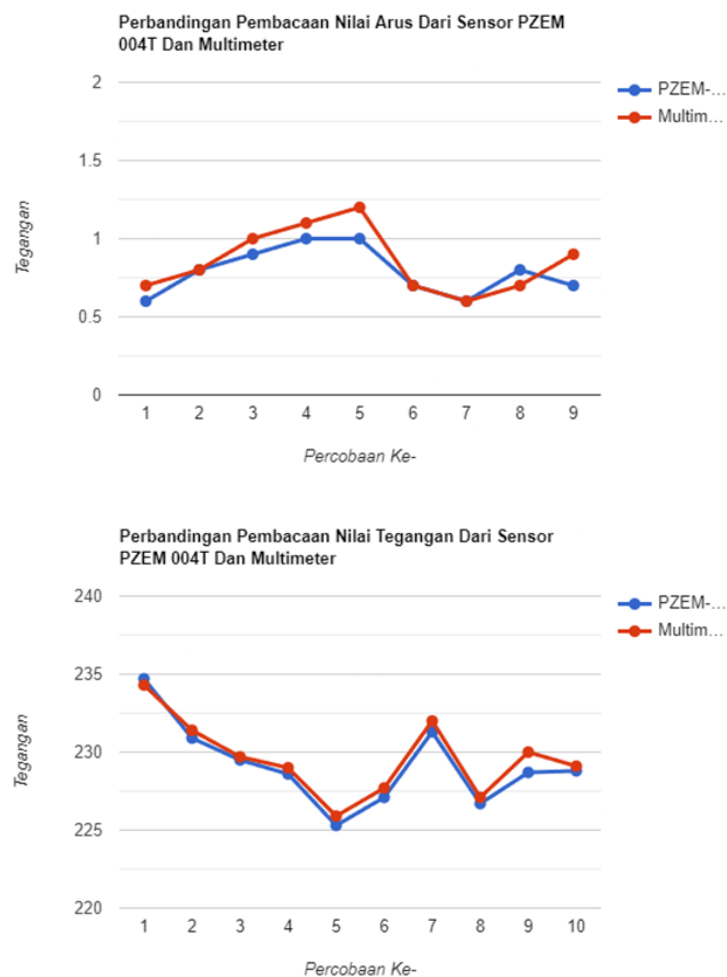 Perbandingan Pembacaan Nilai Arus Dari Sensor PZEM
004T Dan Multimeter
2
1.5
1
0.5
0
Tegangan
1 2 3 4 5 6 7 8 9
Percobaan Ke-
PZEM-...
Multim...
Perbandingan Pembacaan Nilai Tegangan Dari Sensor
PZEM 004T Dan Multimeter
240
235
230
225
220
Tegangan
1 2 3 4 5 6 7 8 9 10
Percobaan Ke-
PZEM-...
Multim...